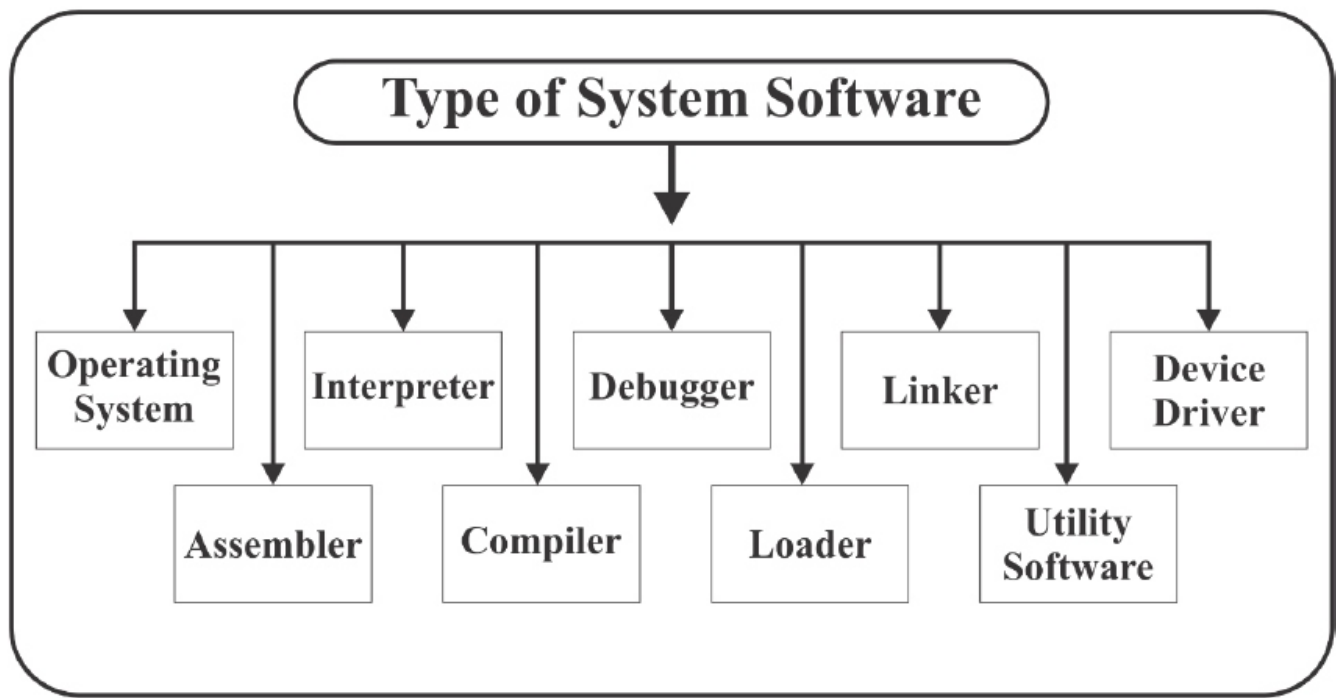 Type of System Software
Operating
System
Interpreter
Debugger
Linker
Device
Driver
Assembler
Compiler
Loader
Utility
Software